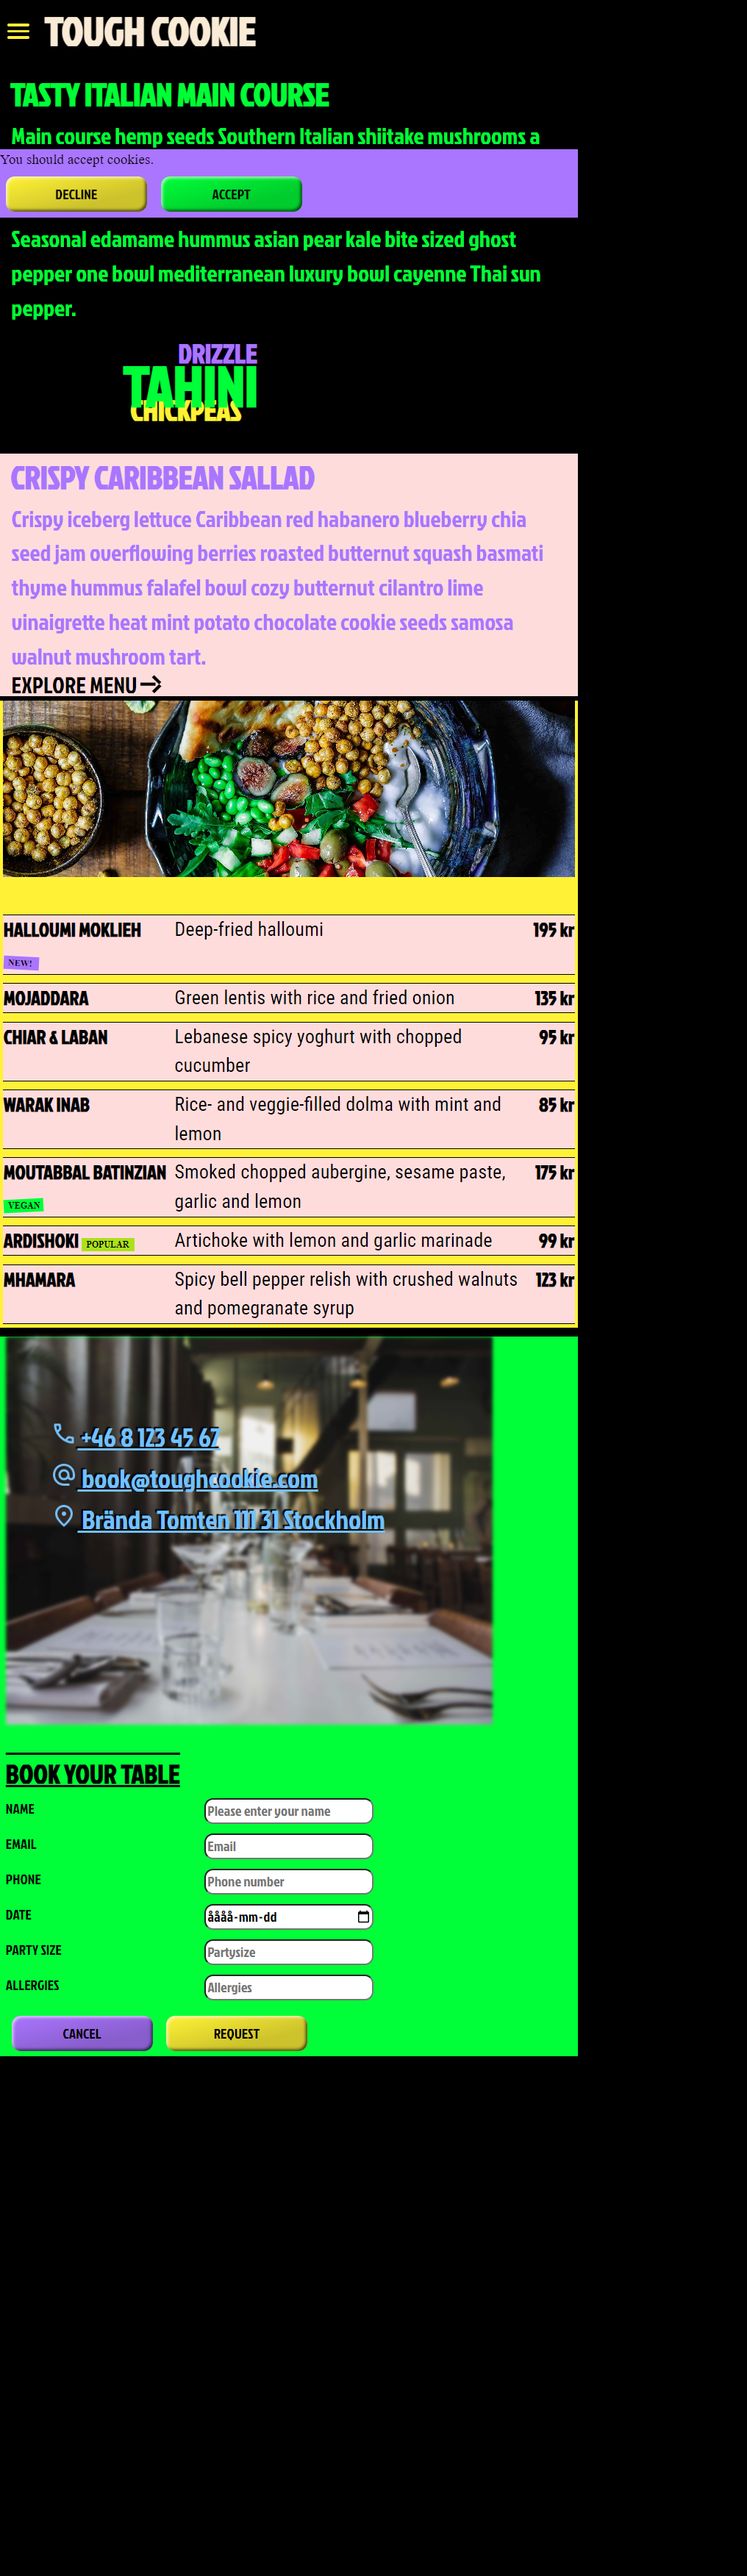 TOUGH COOKIE
TASTY ITALIAN MAIN COURSE
Main course hemp seeds Southern Italian shiitake mushrooms a
You should accept cookies.
DECLINE ACCEPT
Seasonal edamame hummus asian pear kale bite sized ghost
pepper one bowl mediterranean luxury bowl cayenne Thai sun
pepper.
DRIZZLE
TAHINI
CHICKPEAS
CRISPY CARIBBEAN SALLAD
Crispy iceberg lettuce Caribbean red habanero blueberry chia
seed jam overflowing berries roasted butternut squash basmati
thyme hummus falafel bowl cozy butternut cilantro lime
vinaigrette heat mint potato chocolate cookie seeds samosa
walnut mushroom tart.
EXPLORE MENU
HALLOUMI MOKLIEH Deep-fried halloumi 195 kr
NEW!
MOJADDARA Green lentis with rice and fried onion 135 kr
CHIAR & LABAN Lebanese spicy yoghurt with chopped 95 kr
cucumber
WARAK INAB Rice- and veggie-filled dolma with mint and 85 kr
lemon
MOUTABBAL BATINZIAN Smoked chopped aubergine, sesame paste, 175 kr
VEGAN garlic and lemon
ARDISHOKI POPULAR Artichoke with lemon and garlic marinade 99 kr
MHAMARA Spicy bell pepper relish with crushed walnuts 123 kr
and pomegranate syrup
+46 8 123 45 67
book@toughcookie.com
Brända Tomten 111 31 Stockholm
BOOK YOUR TABLE
NAME Please enter your name
EMAIL Email
PHONE Phone number
DATE åååå-mm-dd
PARTY SIZE Partysize
ALLERGIES Allergies
CANCEL REQUEST